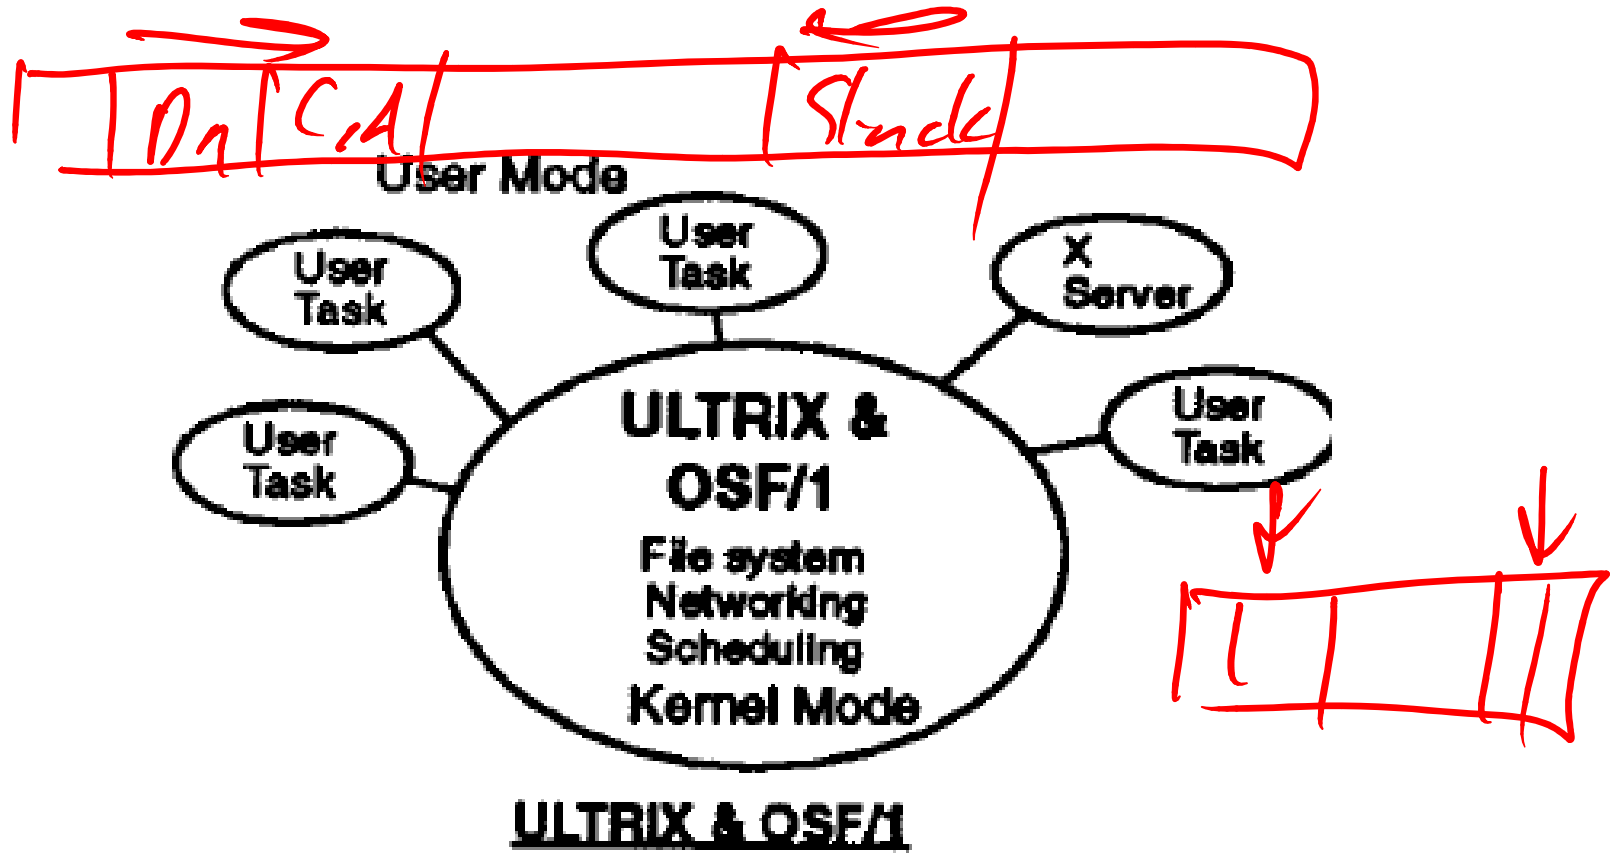 Stack
User Mode
User
Task
User
Task
X
Server
User
Task
User
Task
ULTRIX &
OSF/1
File system
Networking
Scheduling
Kernel Mode
ULTRIX & OSF/1